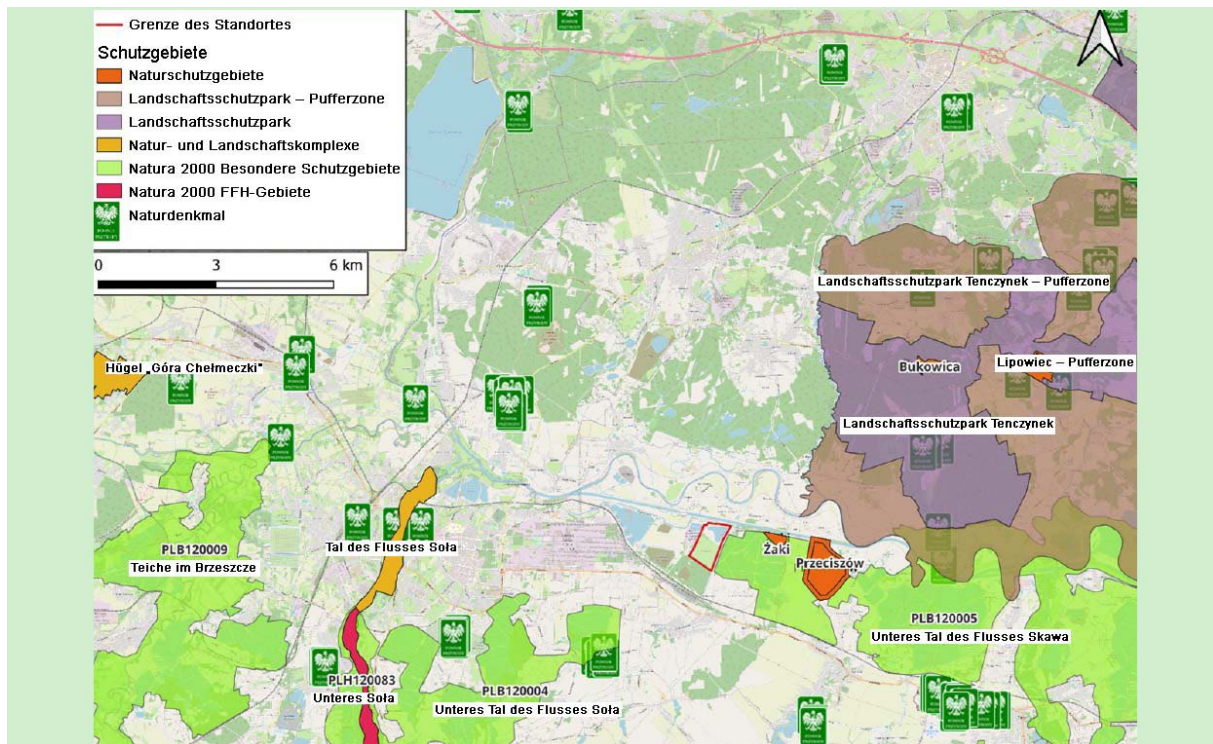 Grenze des Standortes
Schutzgebiete
Naturschutzgebiete
Landschaftsschutzpark – Pufferzone
Landschaftsschutzpark
Natur- und Landschaftskomplexe
Natura 2000 Besondere Schutzgebiete
Natura 2000 FFH-Gebiete
Naturdenkmal
0 3 6 km
Landschaftsschutzpark Tenczynek – Pufferzone
Hügel „Góra Chełmeczki"
Bukowica
Lipowiec – Pufferzone
Landschaftsschutzpark Tenczynek
PLB120009
Teiche im Brzeszcze
Tal des Flusses Soła
Żaki
Przeciszów
PLB120005
Unteres Tal des Flusses Skawa
PLH120083
Unteres Soła
PLB120004
Unteres Tal des Flusses Soła